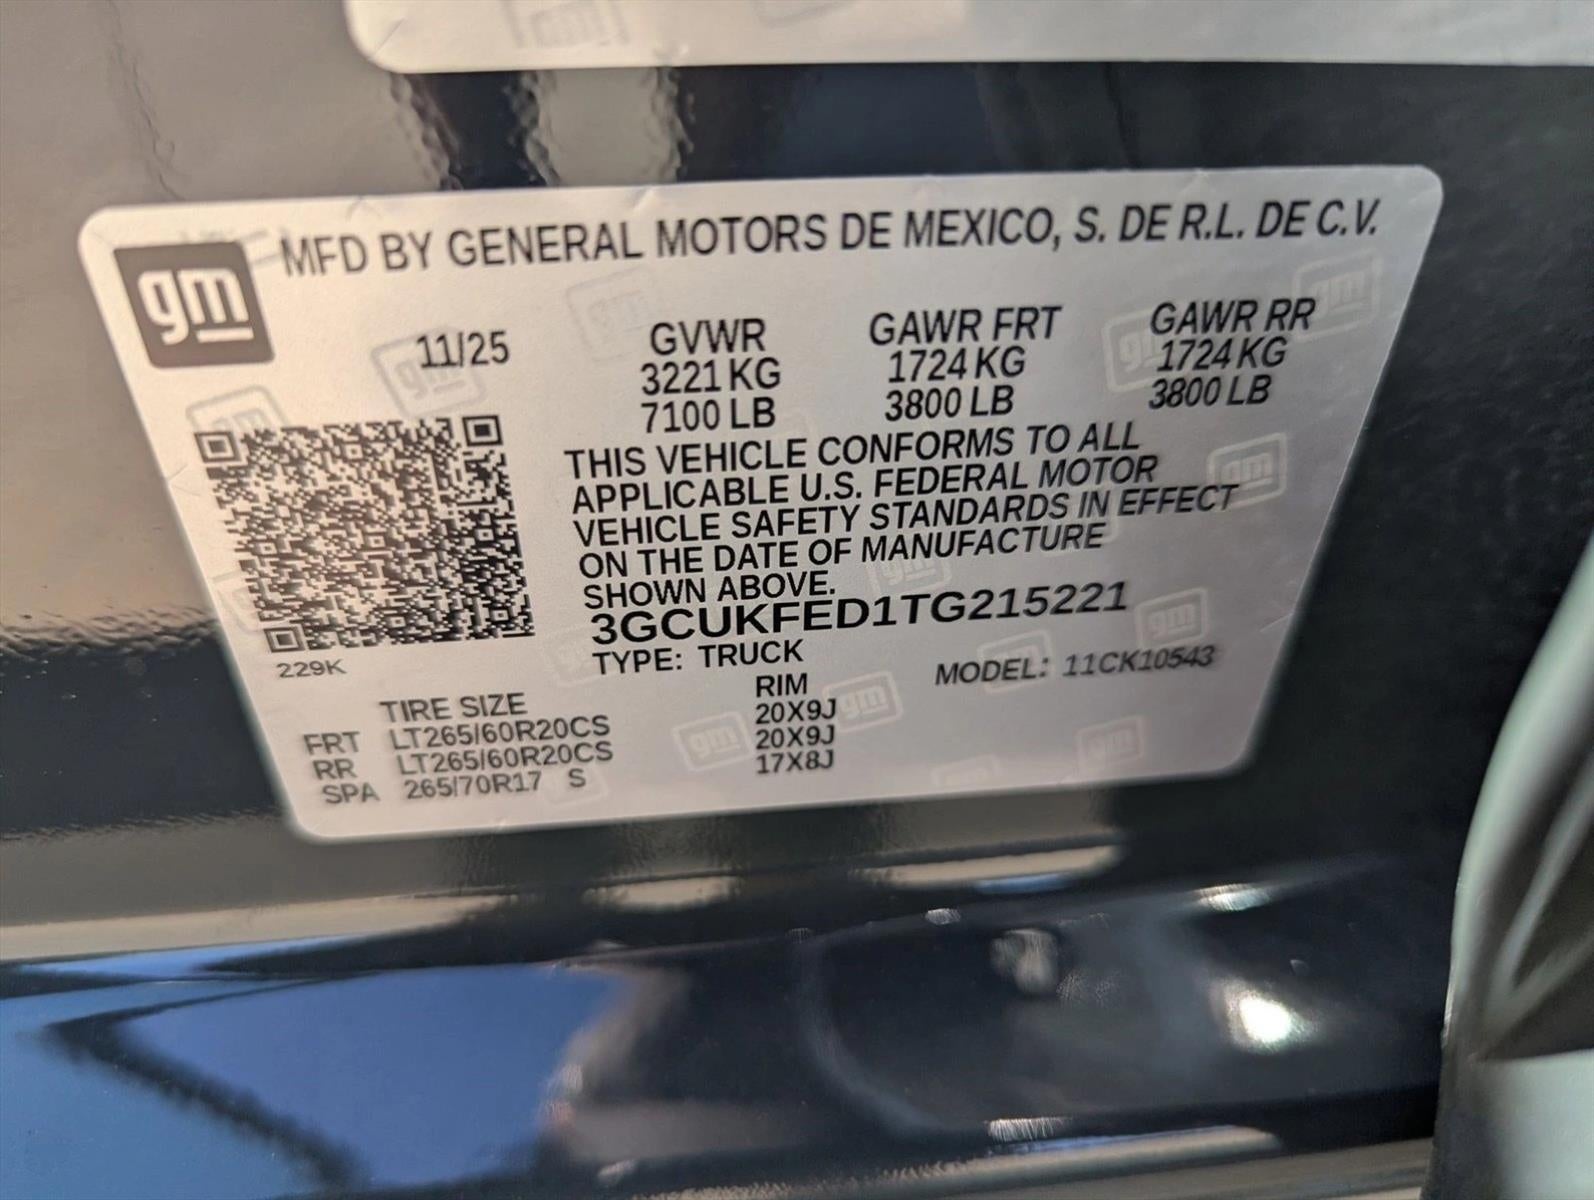 gm
MFD BY GENERAL MOTORS DE MEXICO, S. DE R.L. DE C.V.
11/25 GVWR GAWR FRT GAWR RR
3221 KG 1724 KG 1724 KG
7100 LB 3800 LB 3800 LB
THIS VEHICLE CONFORMS TO ALL
APPLICABLE U.S. FEDERAL MOTOR
VEHICLE SAFETY STANDARDS IN EFFECT
ON THE DATE OF MANUFACTURE
SHOWN ABOVE.
3GCUKFED1TG215221
229K
TYPE: TRUCK MODEL: 11CK10543
TIRE SIZE RIM
FRT LT265/60R20CS 20X9J
RR LT265/60R20CS 20X9J
SPA 265/70R17 S 17X8J